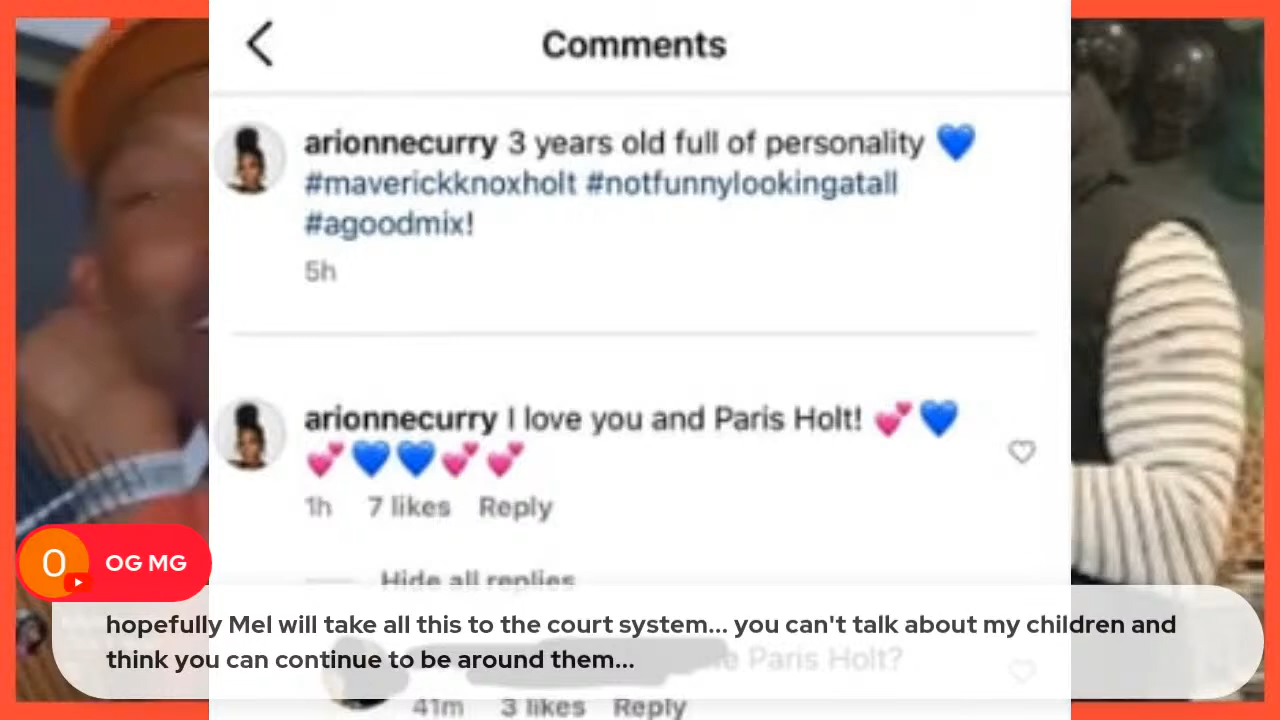 Comments
arionnecurry 3 years old full of personality 💙
#maverickknoxholt #notfunnylookingatall
#agoodmix!
5h
arionnecurry I love you and Paris Holt! 💕💙
💕💙💙💕💕
1h 7 likes Reply
Hide all replies
O OG MG
hopefully Mel will take all this to the court system... you can't talk about my children and
think you can continue to be around them...
Paris Holt?
41m 3 likes Reply